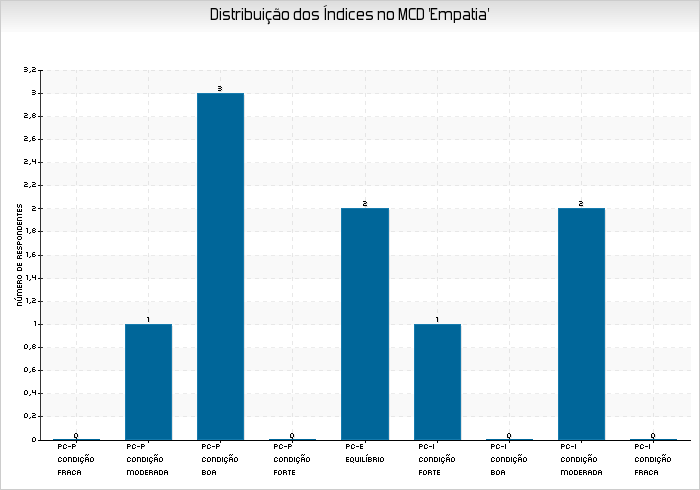 Distribuição dos Índices no MCD 'Empatia'
NÚMERO DE RESPONDENTES
3,2
3
2,8
2,6
2,4
2,2
2
1,8
1,6
1,4
1,2
1
0,8
0,6
0,4
0,2
0
0
1
3
0
2
1
0
2
0
PC-P
CONDIÇÃO
FRACA
PC-P
CONDIÇÃO
MODERADA
PC-P
CONDIÇÃO
BOA
PC-P
CONDIÇÃO
FORTE
PC-E
EQUILÍBRIO
PC-I
CONDIÇÃO
FORTE
PC-I
CONDIÇÃO
BOA
PC-I
CONDIÇÃO
MODERADA
PC-I
CONDIÇÃO
FRACA